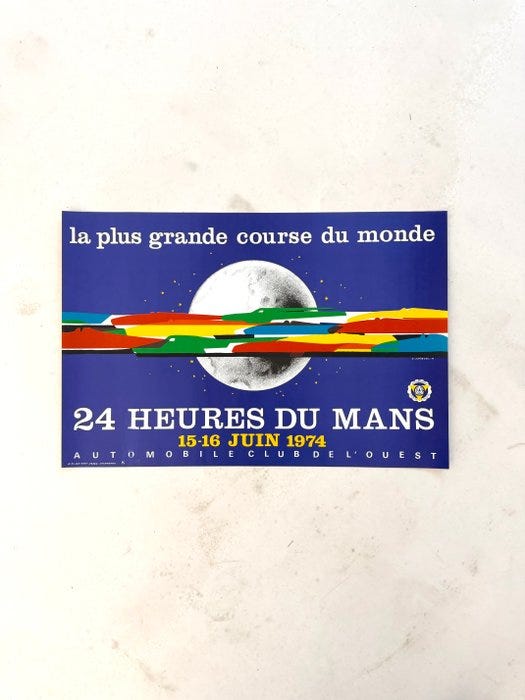 la plus grande course du monde
24 HEURES DU MANS
15-16 JUIN 1974
AUTOMOBILE CLUB DE L'OUEST